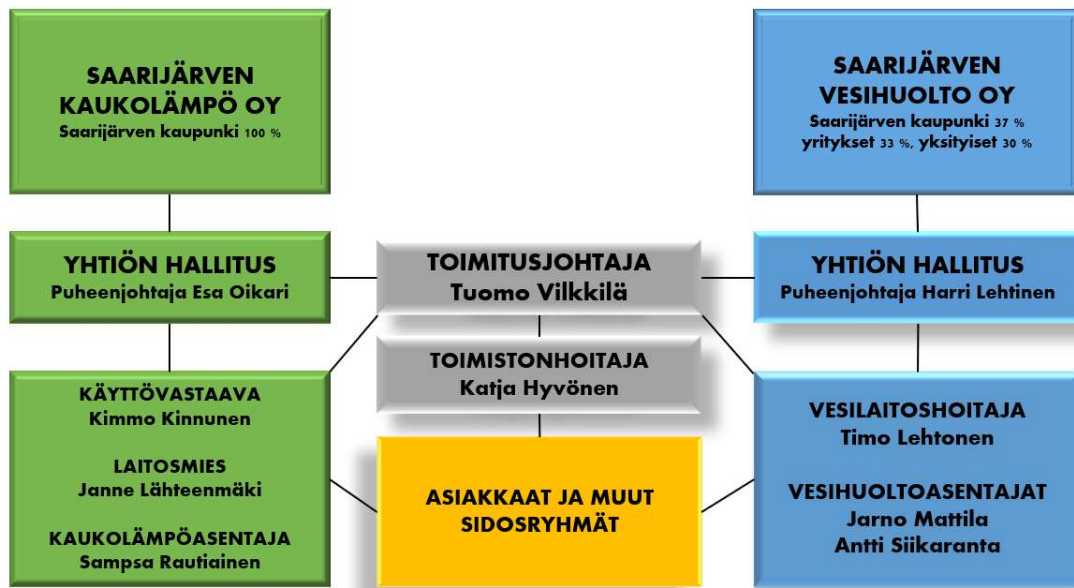 SAARIJÄRVEN
KAUKOLÄMPÖ OY
Saarijärven kaupunki 100 %
SAARIJÄRVEN
VESIHUOLTO OY
Saarijärven kaupunki 37 %
yritykset 33 %, yksityiset 30 %
YHTIÖN HALLITUS
Puheenjohtaja Esa Oikari
TOIMITUSJOHTAJA
Tuomo Vilkkilä
YHTIÖN HALLITUS
Puheenjohtaja Harri Lehtinen
TOIMISTONHOITAJA
Katja Hyvönen
KÄYTTÖVASTAAVA
Kimmo Kinnunen
LAITOSMIES
Janne Lähteenmäki
KAUKOLÄMPÖASENTAJA
Sampsa Rautiainen
ASIAKKAAT JA MUUT
SIDOSRYHMÄT
VESILAITOSHOITAJA
Timo Lehtonen
VESIHUOLTOASENTAJAT
Jarno Mattila
Antti Siikaranta